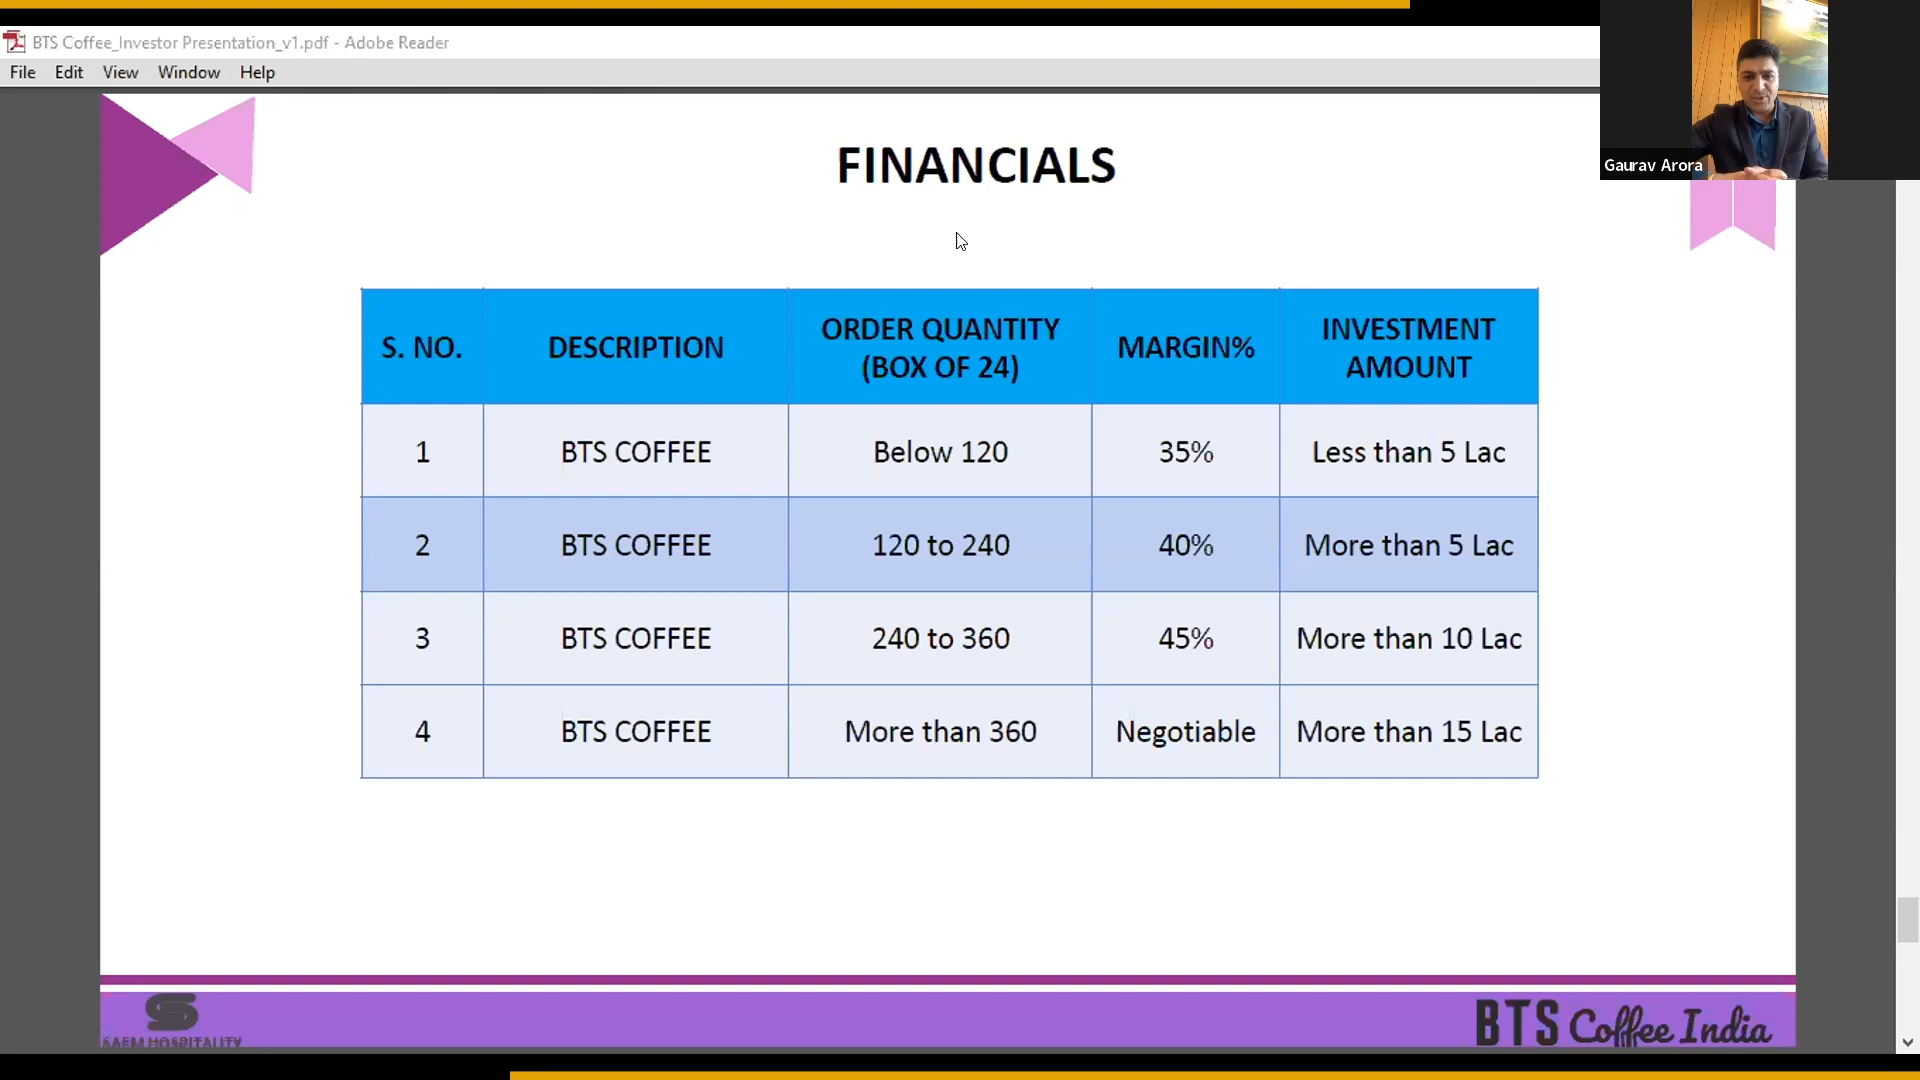 BTS Coffee_Investor Presentation_v1.pdf - Adobe Reader
File Edit View Window Help
Gaurav Arora
FINANCIALS
S. NO. DESCRIPTION ORDER QUANTITY (BOX OF 24) MARGIN% INVESTMENT AMOUNT
1 BTS COFFEE Below 120 35% Less than 5 Lac
2 BTS COFFEE 120 to 240 40% More than 5 Lac
3 BTS COFFEE 240 to 360 45% More than 10 Lac
4 BTS COFFEE More than 360 Negotiable More than 15 Lac
HOSPITALITY
BTS Coffee India